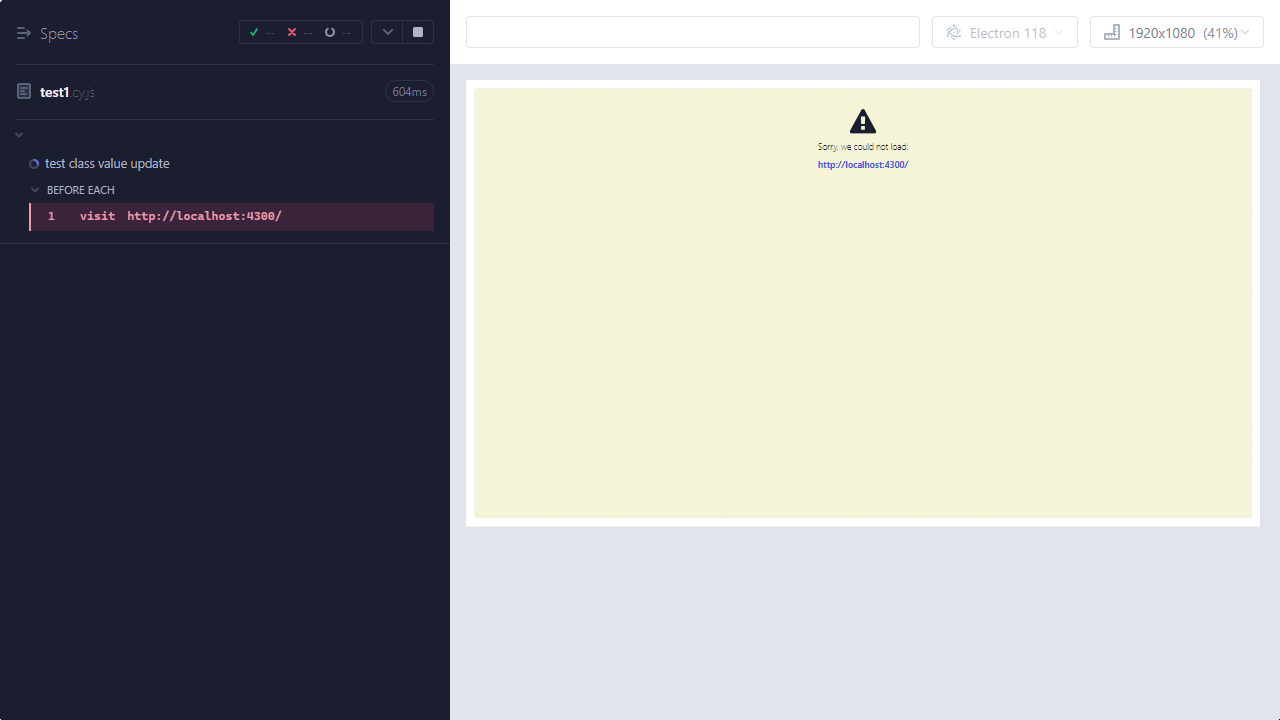 Specs
-- -- --
test1.cy.js
604ms
test class value update
BEFORE EACH
1 visit http://localhost:4300/
Electron 118
1920x1080 (41%)
Sorry, we could not load:
http://localhost:4300/